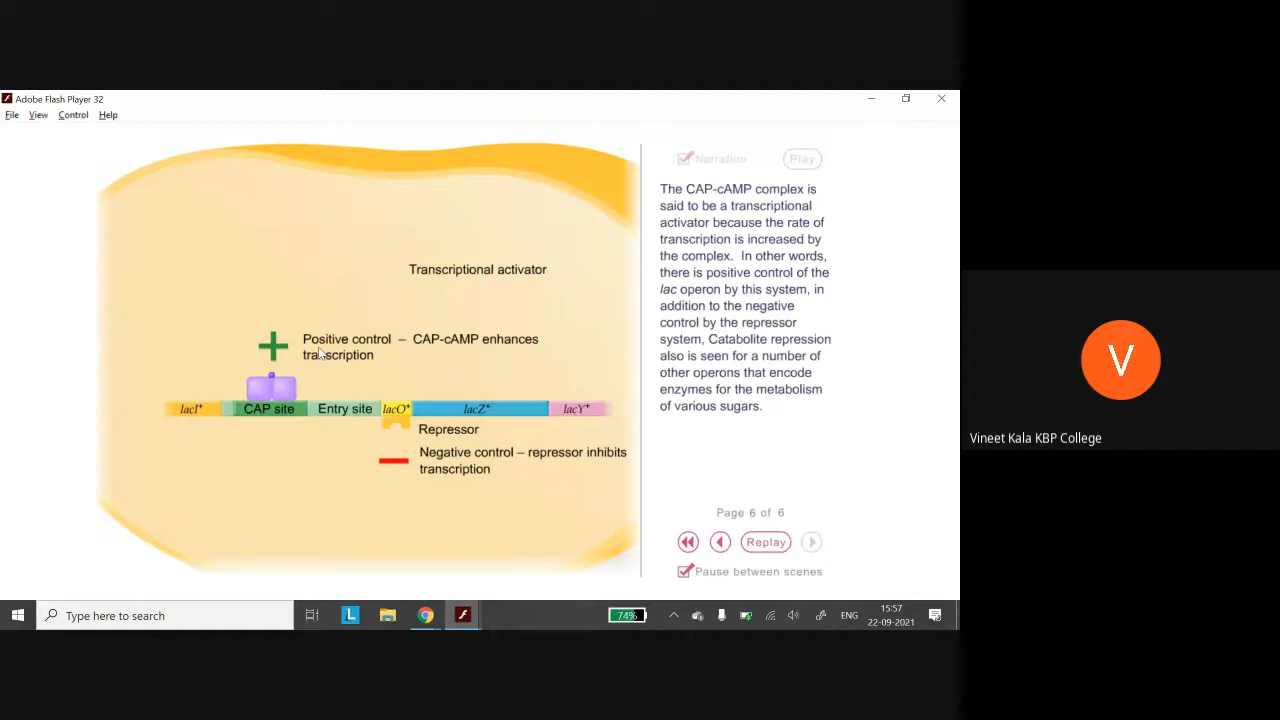 Adobe Flash Player 32
File View Control Help
Narration Play
The CAP-cAMP complex is
said to be a transcriptional
activator because the rate of
transcription is increased by
the complex. In other words,
there is positive control of the
lac operon by this system, in
addition to the negative
control by the repressor
system, Catabolite repression
also is seen for a number of
other operons that encode
enzymes for the metabolism
of various sugars.
Transcriptional activator
Positive control – CAP-cAMP enhances
transcription
lacI+ CAP site Entry site lacO+ lacZ+ lacY+
Repressor
Negative control – repressor inhibits
transcription
Page 6 of 6
Replay
Pause between scenes
V
Vineet Kala KBP College
Type here to search
L
74%
ENG
15:57
22-09-2021